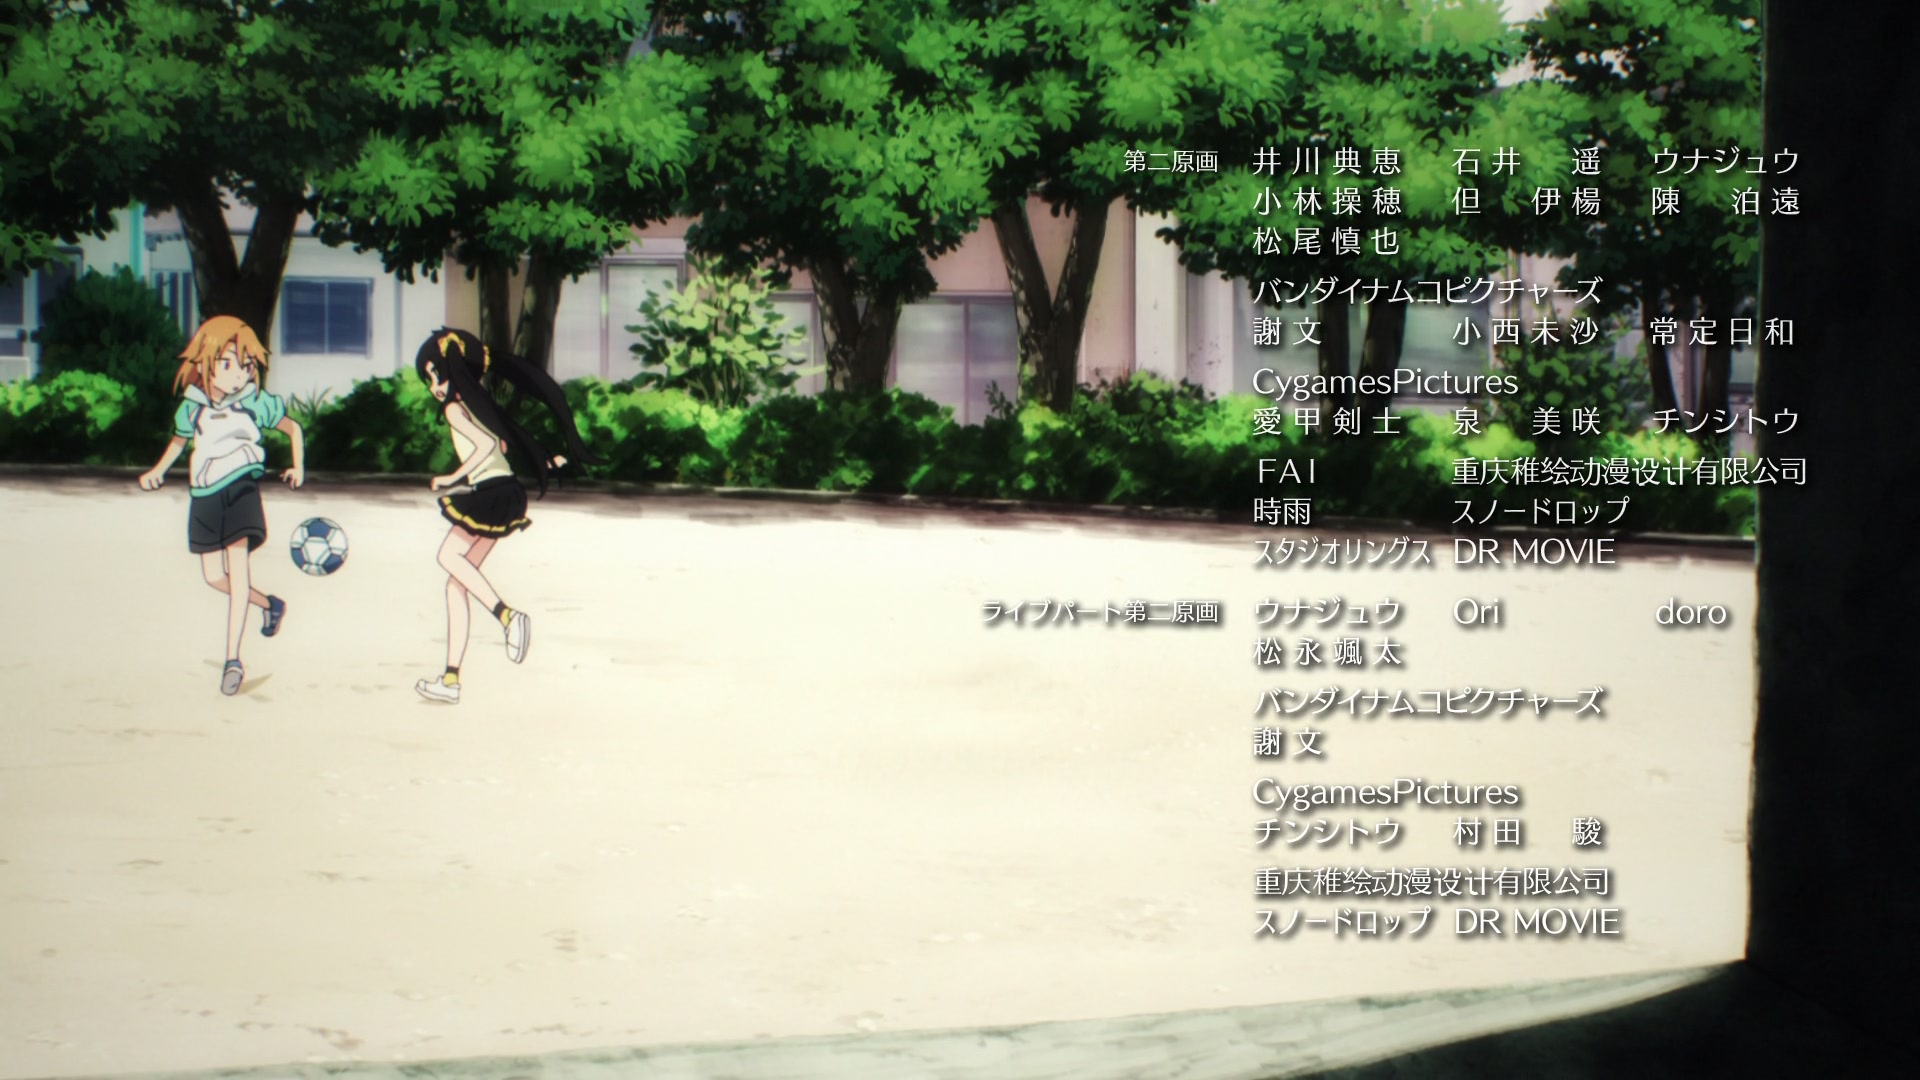 第二原画 井川典恵 石井 遥 ウナジュウ
小林操穂 但 伊楊 陳 泊遠
松尾慎也
バンダイナムコピクチャーズ
謝文 小西未沙 常定日和
CygamesPictures
愛甲剣士 泉 美咲 チンシトウ
FAI 重庆稚绘动漫设计有限公司
時雨 スノードロップ
スタジオリングス DR MOVIE
ライブパート第二原画 ウナジュウ Ori doro
松永颯太
バンダイナムコピクチャーズ
謝文
CygamesPictures
チンシトウ 村田 駿
重庆稚绘动漫设计有限公司
スノードロップ DR MOVIE